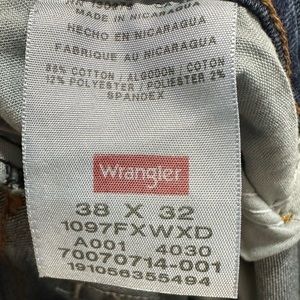 MADE IN NICARAGUA
HECHO EN NICARAGUA
FABRIQUE AU NICARAGUA
COTTON / ALGODON / COTON
12% POLYESTER / POLIESTER 2%
SPANDEX
Wrangler
38 X 32
1097FXWXD
A001 4030
70070714-001
191056355494